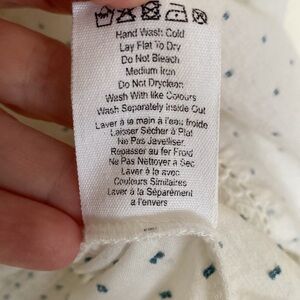 Hand Wash Cold
Lay Flat To Dry
Do Not Bleach
Medium Iron
Do Not Dryclean
Wash With like Colours
Wash Separately Inside Out
Laver à la main à l'eau froide
Laisser Sécher à Plat
Ne Pas Javelliser
Repasser au fer Froid
Ne Pas Nettoyer à Sec
Laver à la avec
Couleurs Similaires
Laver à la Séparément
a l'envers